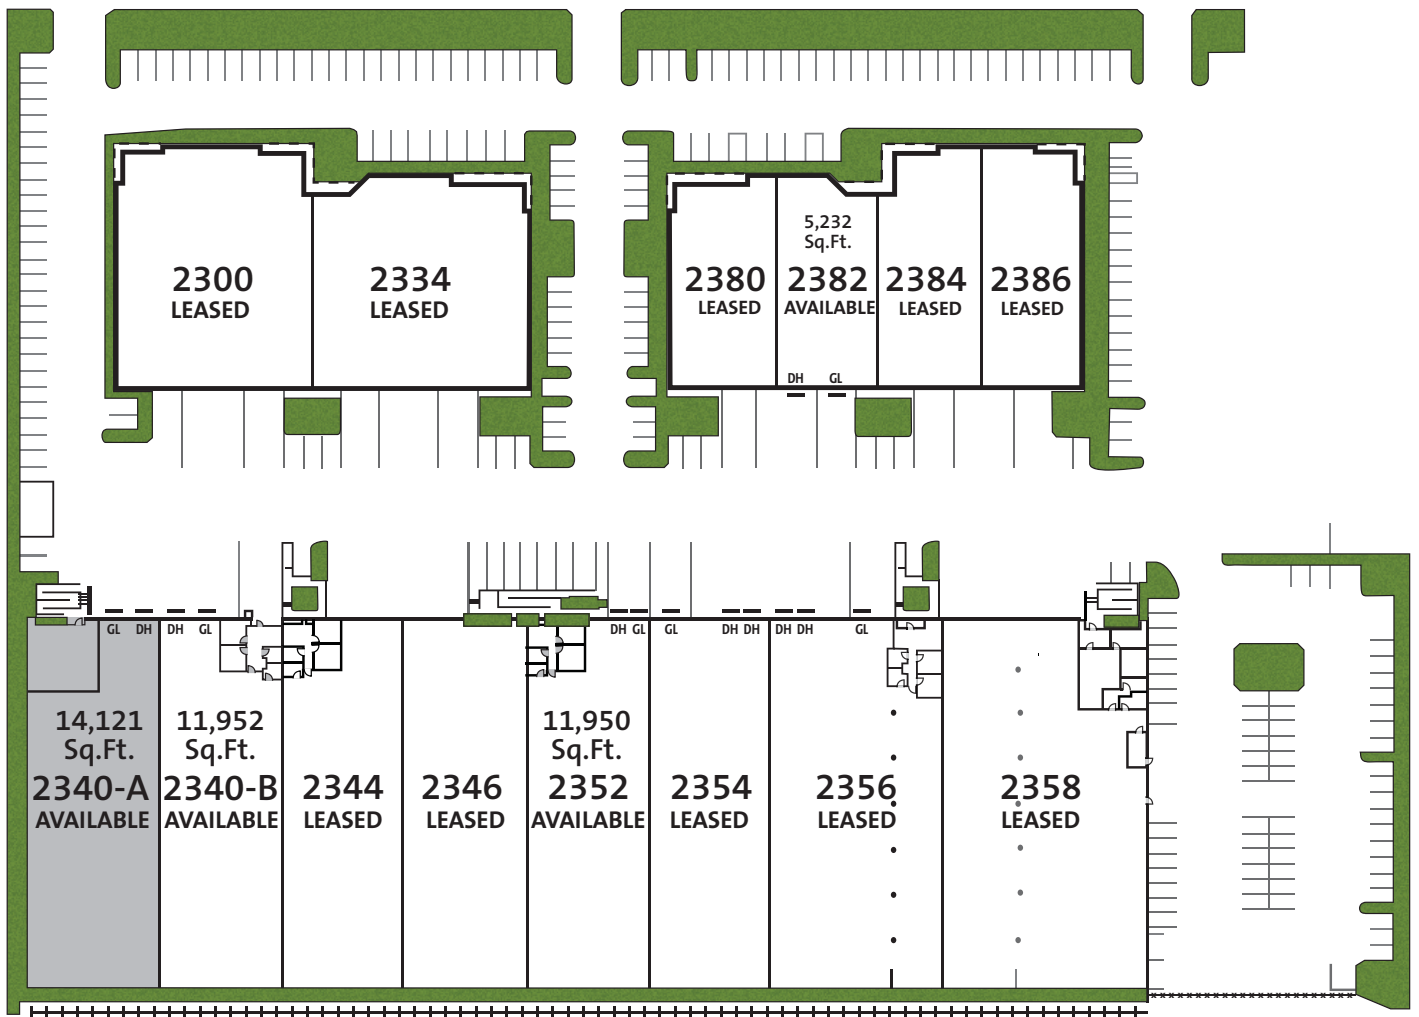 2300
LEASED
2334
LEASED
2380
LEASED
5,232
Sq.Ft.
2382
AVAILABLE
DH GL
2384
LEASED
2386
LEASED
GL DH DH GL
DH GL GL DH DH DH DH GL
14,121
Sq.Ft.
2340-A
AVAILABLE
11,952
Sq.Ft.
2340-B
AVAILABLE
2344
LEASED
2346
LEASED
11,950
Sq.Ft.
2352
AVAILABLE
2354
LEASED
2356
LEASED
2358
LEASED